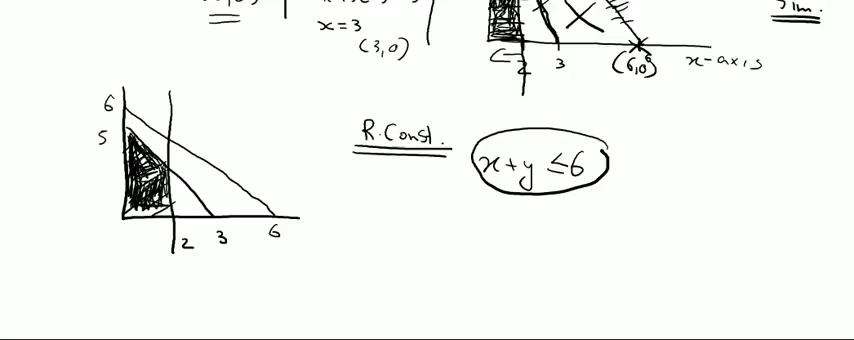 x=3
(3,0)
2
3
(6,0)
x-axis
6
5
2
3
6
R.Const.
x+y ≤6